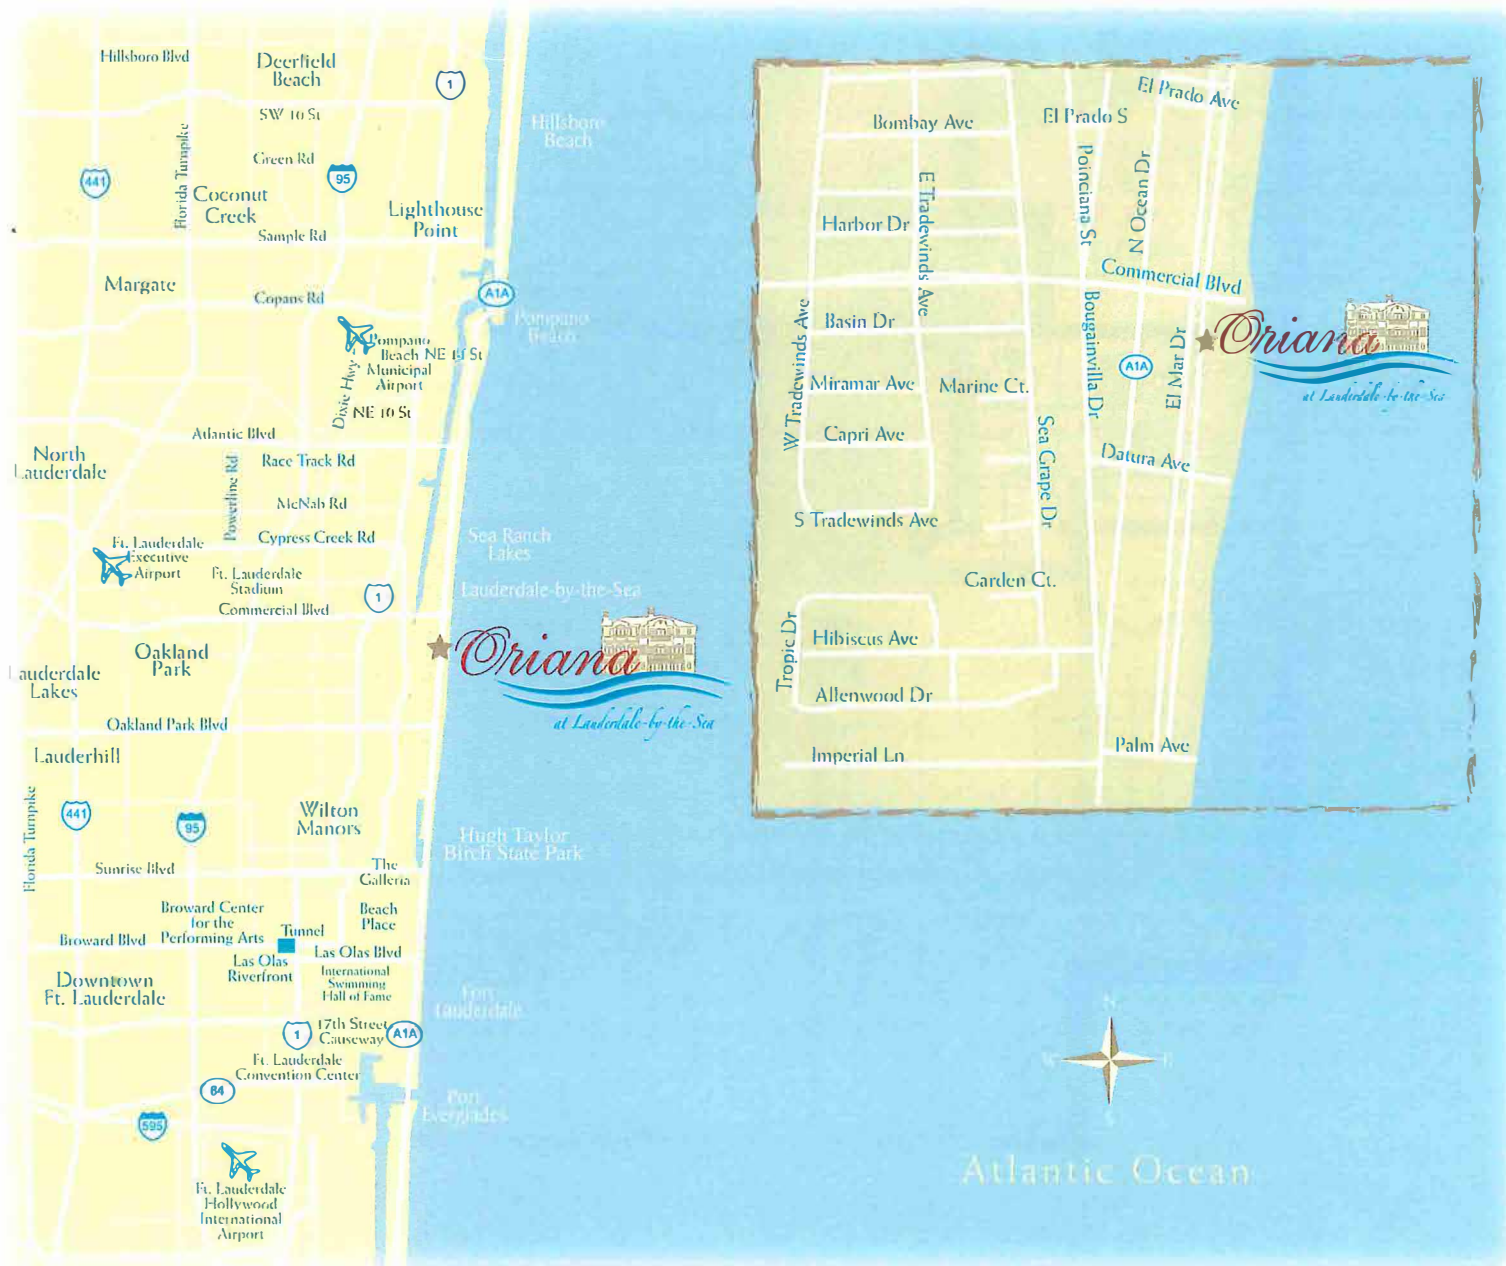 Hillsboro Blvd
Deerfield
Beach
1
SW 10 St
Hillsboro
Beach
Florida Turnpike
Green Rd
441
95
Coconut
Creek
Lighthouse
Point
Sample Rd
Margate
Copans Rd
A1A
Pompano
Beach
Pompano
Beach
Municipal
Airport
NE 14 St
Dixie Hwy
NE 10 St
Atlantic Blvd
North
Lauderdale
Powerline Rd
Race Track Rd
McNab Rd
Cypress Creek Rd
Sea Ranch
Lakes
Ft. Lauderdale
Executive
Airport
Ft. Lauderdale
Stadium
1
Lauderdale-by-the-Sea
Commercial Blvd
Oakland
Park
Oriana
at Lauderdale-by-the-Sea
Lauderdale
Lakes
Oakland Park Blvd
Lauderhill
Florida Turnpike
441
95
Wilton
Manors
Hugh Taylor
Birch State Park
Sunrise Blvd
The
Galleria
Broward Center
for the
Performing Arts
Beach
Place
Tunnel
Broward Blvd
Las Olas Blvd
Las Olas
Riverfront
International
Swimming
Hall of Fame
Downtown
Ft. Lauderdale
Fort
Lauderdale
1
17th Street
Causeway
A1A
Ft. Lauderdale
Convention Center
84
Port
Everglades
595
Ft. Lauderdale
Hollywood
International
Airport
El Prado Ave
Bombay Ave
El Prado S
E Tradewinds Ave
Poinciana St
N Ocean Dr
Harbor Dr
Commercial Blvd
W Tradewinds Ave
Basin Dr
Bougainvilla Dr
El Mar Dr
Oriana
at Lauderdale-by-the-Sea
A1A
Miramar Ave
Marine Ct.
Capri Ave
Sea Grape Dr
Datura Ave
S Tradewinds Ave
Garden Ct.
Tropic Dr
Hibiscus Ave
Allenwood Dr
Imperial Ln
Palm Ave
N
W
E
S
Atlantic Ocean